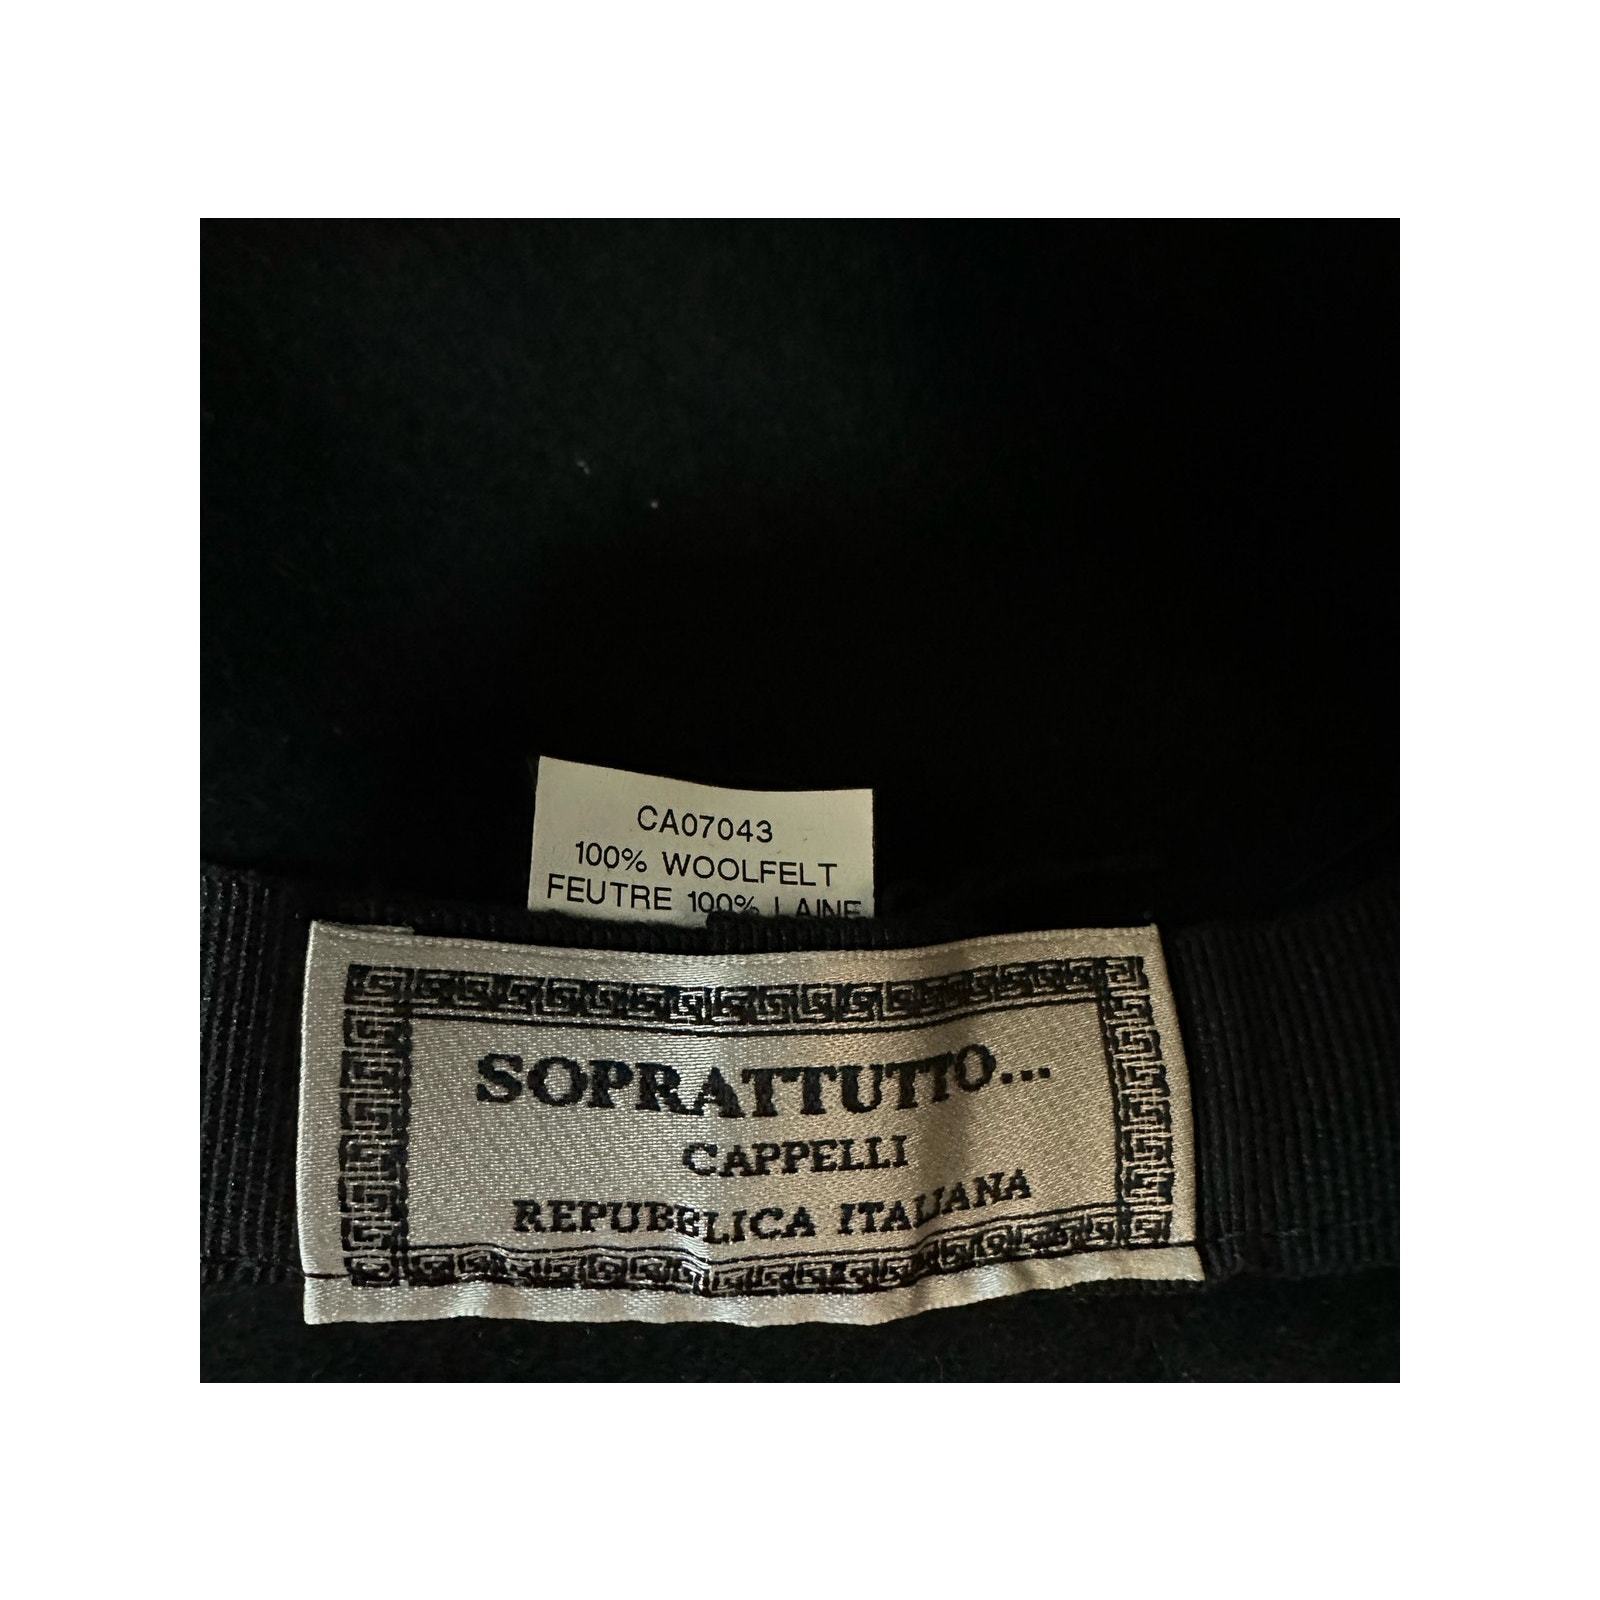 CA07043
100% WOOLFELT
FEUTRE 100% LAINE
SOPRATTUTTO...
CAPPELLI
REPUBBLICA ITALIANA